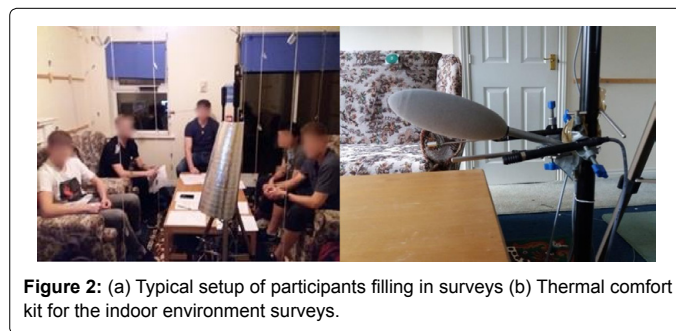 Figure 2: (a) Typical setup of participants filling in surveys (b) Thermal comfort
kit for the indoor environment surveys.